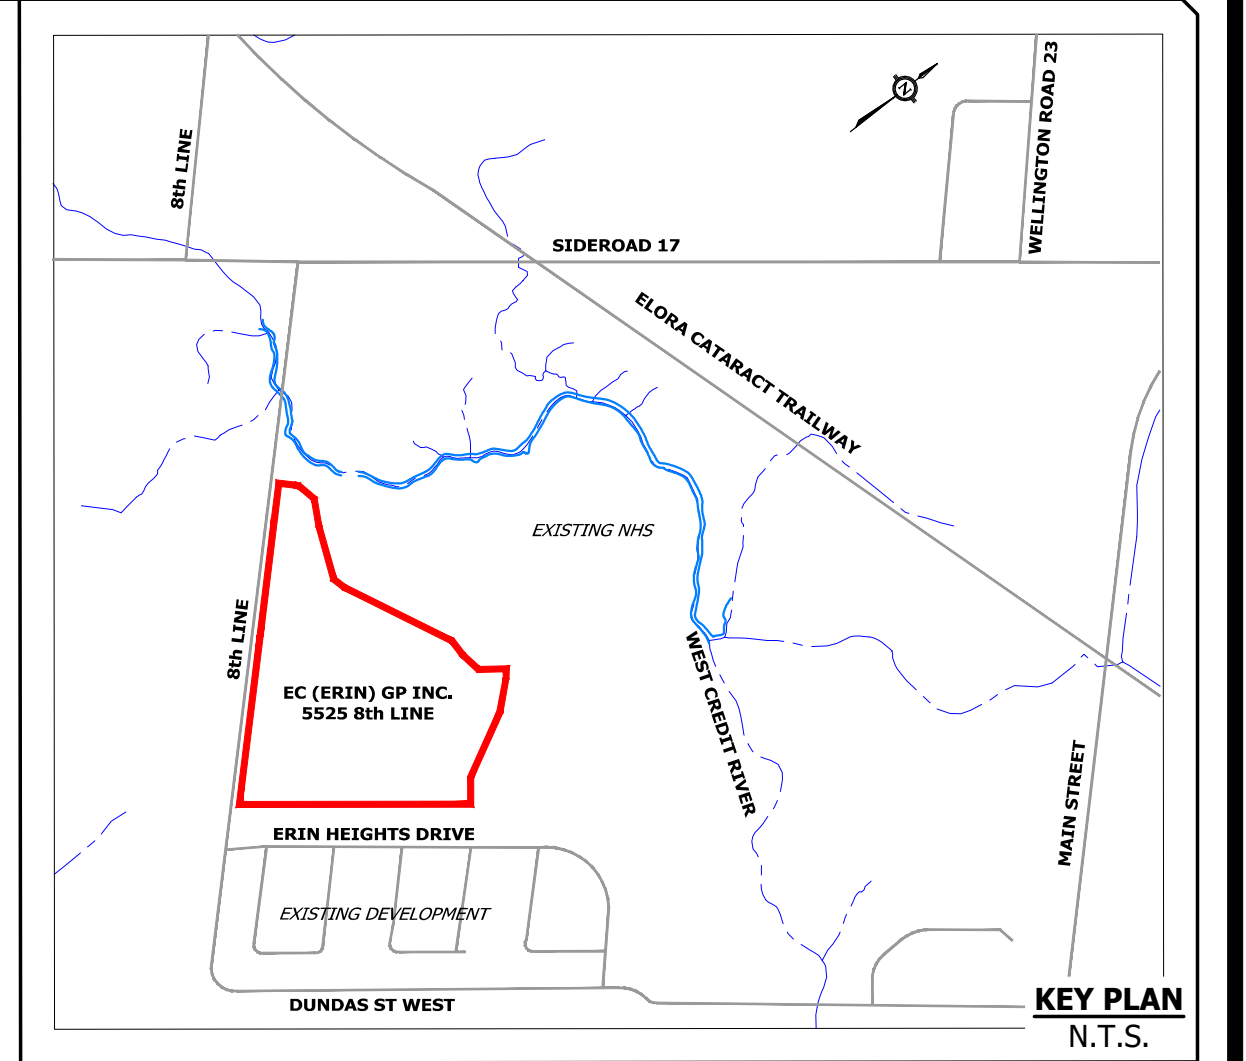 WELLINGTON ROAD 23
N
8th LINE
SIDEROAD 17
ELORA CATARACT TRAILWAY
EXISTING NHS
8th LINE
WEST CREDIT RIVER
EC (ERIN) GP INC.
5525 8th LINE
MAIN STREET
ERIN HEIGHTS DRIVE
EXISTING DEVELOPMENT
DUNDAS ST WEST
KEY PLAN
N.T.S.